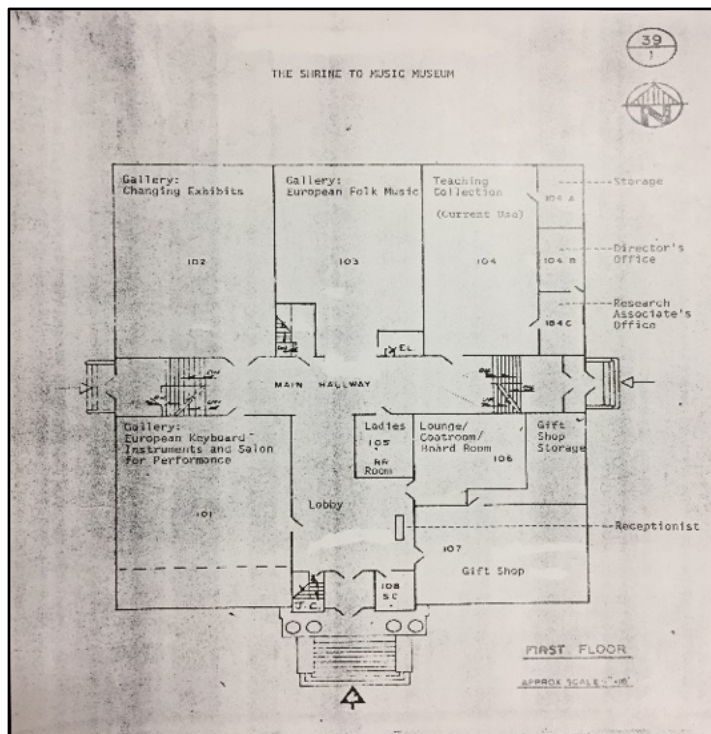 39
1
THE SHRINE TO MUSIC MUSEUM
N
Gallery:
Changing Exhibits
102
Gallery:
European Folk Music
103
Teaching
Collection
(Current Use)
104
104 A
Storage
104 B
Director's
Office
104 C
Research
Associate's
Office
EL
MAIN HALLWAY
Gallery:
European Keyboard
Instruments and Salon
for Performance
101
Ladies
105
RR
Room
Lounge/
Coatroom/
Board Room
106
Gift
Shop
Storage
Lobby
Receptionist
107
Gift Shop
J.C.
108
S C
FIRST FLOOR
APPROX SCALE